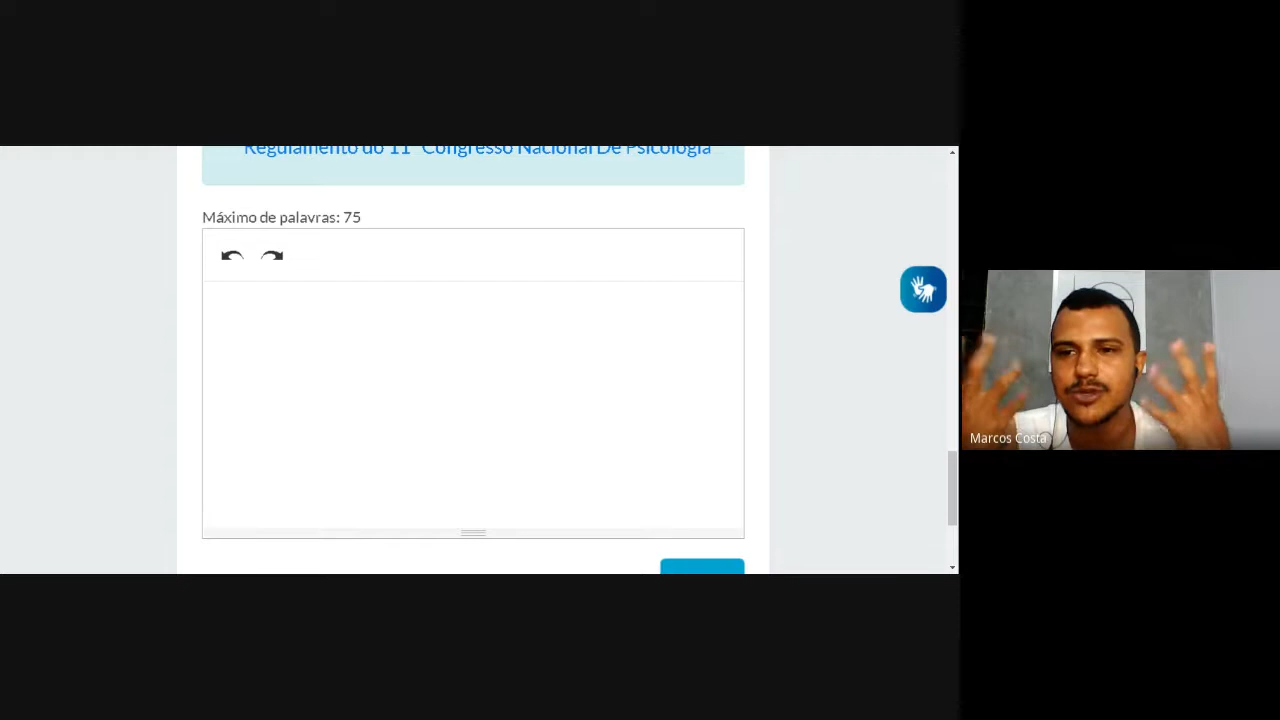 Regulamento do 11º Congresso Nacional De Psicologia
Máximo de palavras: 75
Marcos Costa